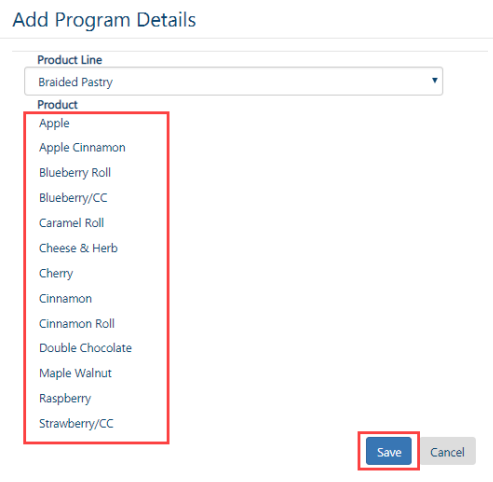 Add Program Details
Product Line
Braided Pastry
Product
Apple
Apple Cinnamon
Blueberry Roll
Blueberry/CC
Caramel Roll
Cheese & Herb
Cherry
Cinnamon
Cinnamon Roll
Double Chocolate
Maple Walnut
Raspberry
Strawberry/CC
Save Cancel